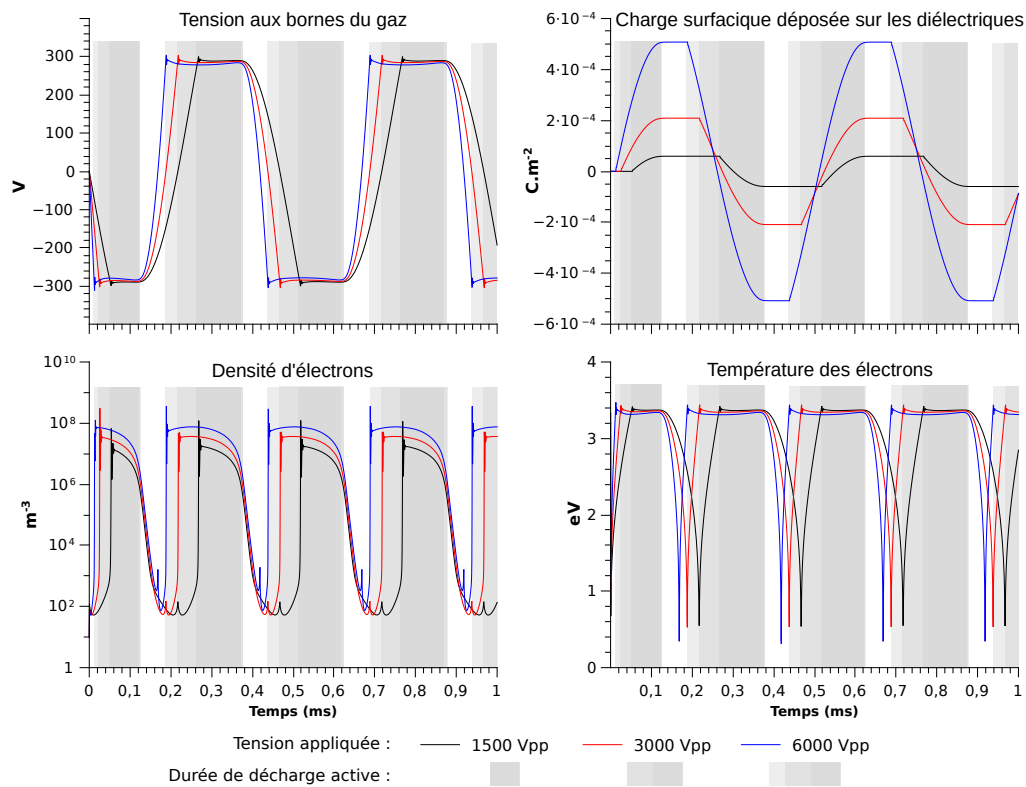 Tension aux bornes du gaz
Charge surfacique déposée sur les diélectriques
300
200
100
0
−100
−200
−300
V
6·10 ⁻⁴
4·10 ⁻⁴
2·10 ⁻⁴
0
−2·10 ⁻⁴
−4·10 ⁻⁴
−6·10 ⁻⁴
C.m⁻²
Densité d'électrons
Température des électrons
10¹⁰
10⁸
10⁶
10⁴
10²
1
m⁻³
0 0,1 0,2 0,3 0,4 0,5 0,6 0,7 0,8 0,9 1
Temps (ms)
4
3
2
1
0
eV
0,1 0,2 0,3 0,4 0,5 0,6 0,7 0,8 0,9 1
Temps (ms)
Tension appliquée : 1500 Vpp 3000 Vpp 6000 Vpp
Durée de décharge active :